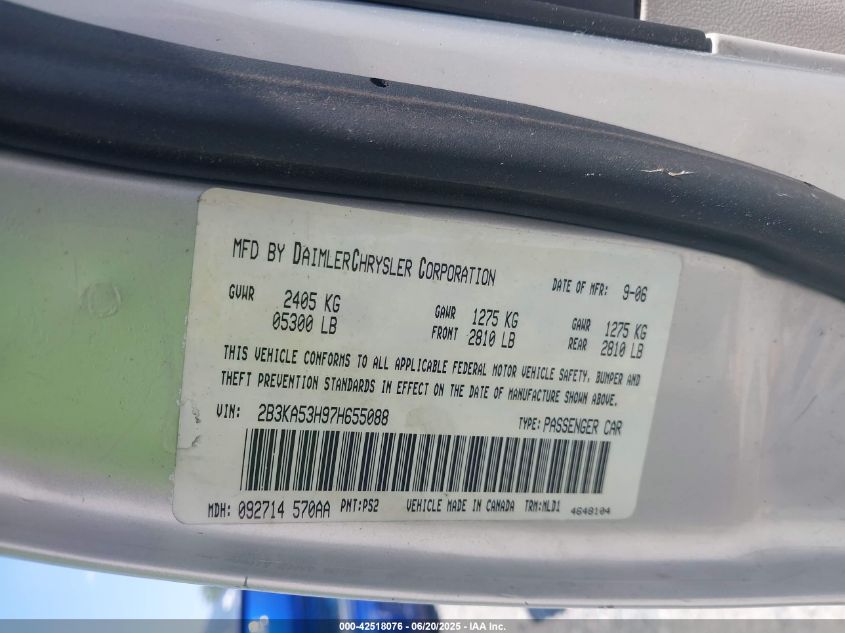 MFD BY DAIMLERCHRYSLER CORPORATION DATE OF MFR: 9-06
GVWR 2405 KG GAWR 1275 KG GAWR 1275 KG
05300 LB FRONT 2810 LB REAR 2810 LB
THIS VEHICLE CONFORMS TO ALL APPLICABLE FEDERAL MOTOR VEHICLE SAFETY, BUMPER AND
THEFT PREVENTION STANDARDS IN EFFECT ON THE DATE OF MANUFACTURE SHOWN ABOVE.
VIN: 2B3KA53H97H655088 TYPE: PASSENGER CAR
MDH: 092714 570AA PNT: PS2 VEHICLE MADE IN CANADA TRM: NLD1 4648104
000-42518076 - 06/20/2025 - IAA Inc.